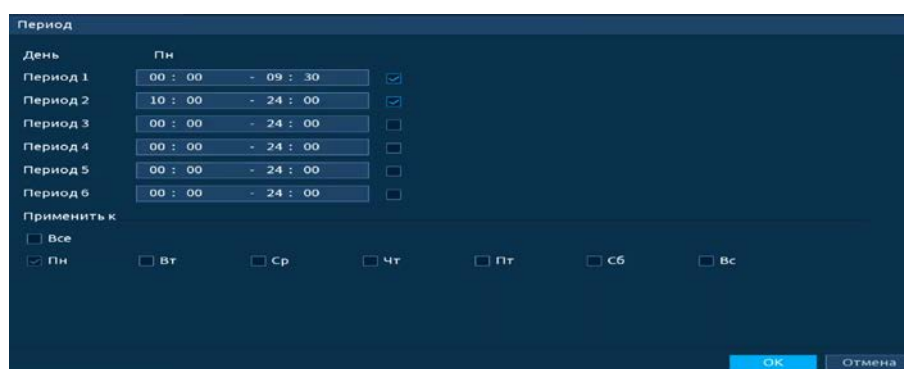 Период
День Пн
Период 1 00 : 00 - 09 : 30
Период 2 10 : 00 - 24 : 00
Период 3 00 : 00 - 24 : 00
Период 4 00 : 00 - 24 : 00
Период 5 00 : 00 - 24 : 00
Период 6 00 : 00 - 24 : 00
Применить к
Все
Пн Вт Ср Чт Пт Сб Вс
OK Отмена